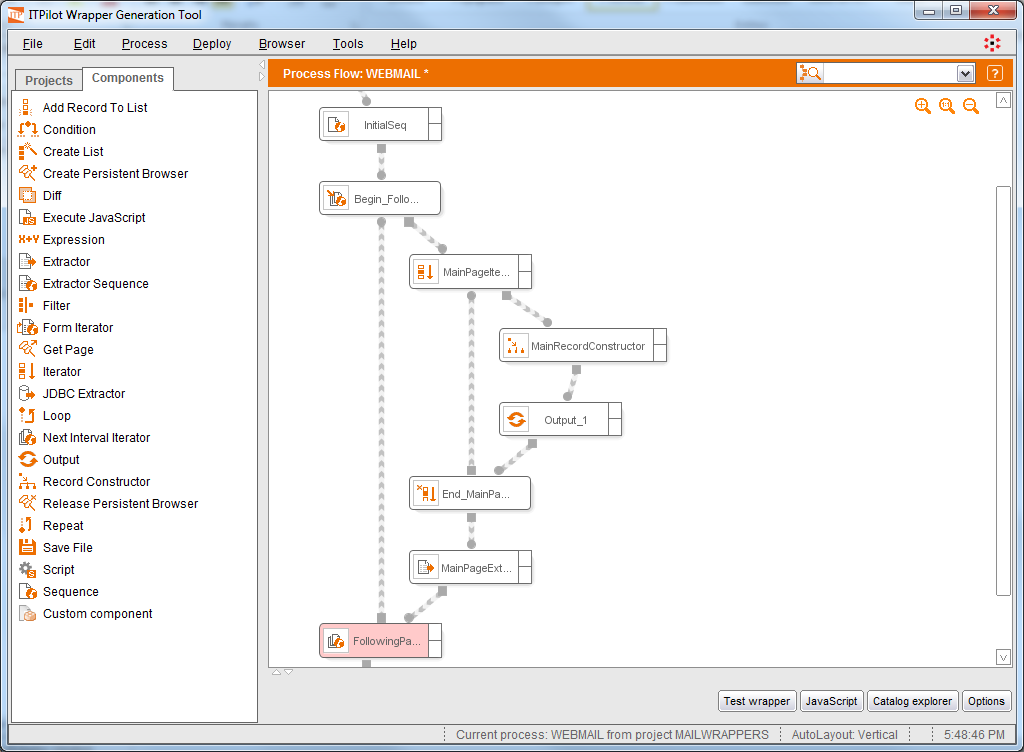 ITPilot Wrapper Generation Tool
File Edit Process Deploy Browser Tools Help
Projects Components
Process Flow: WEBMAIL *
?
Add Record To List
Condition
Create List
Create Persistent Browser
Diff
Execute JavaScript
X+Y Expression
Extractor
Extractor Sequence
Filter
Form Iterator
Get Page
Iterator
JDBC Extractor
Loop
Next Interval Iterator
Output
Record Constructor
Release Persistent Browser
Repeat
Save File
Script
Sequence
Custom component
InitialSeq
Begin_Follo...
MainPageIte...
MainRecordConstructor
Output_1
End_MainPa...
MainPageExt...
FollowingPa...
Test wrapper JavaScript Catalog explorer Options
Current process: WEBMAIL from project MAILWRAPPERS AutoLayout: Vertical 5:48:46 PM